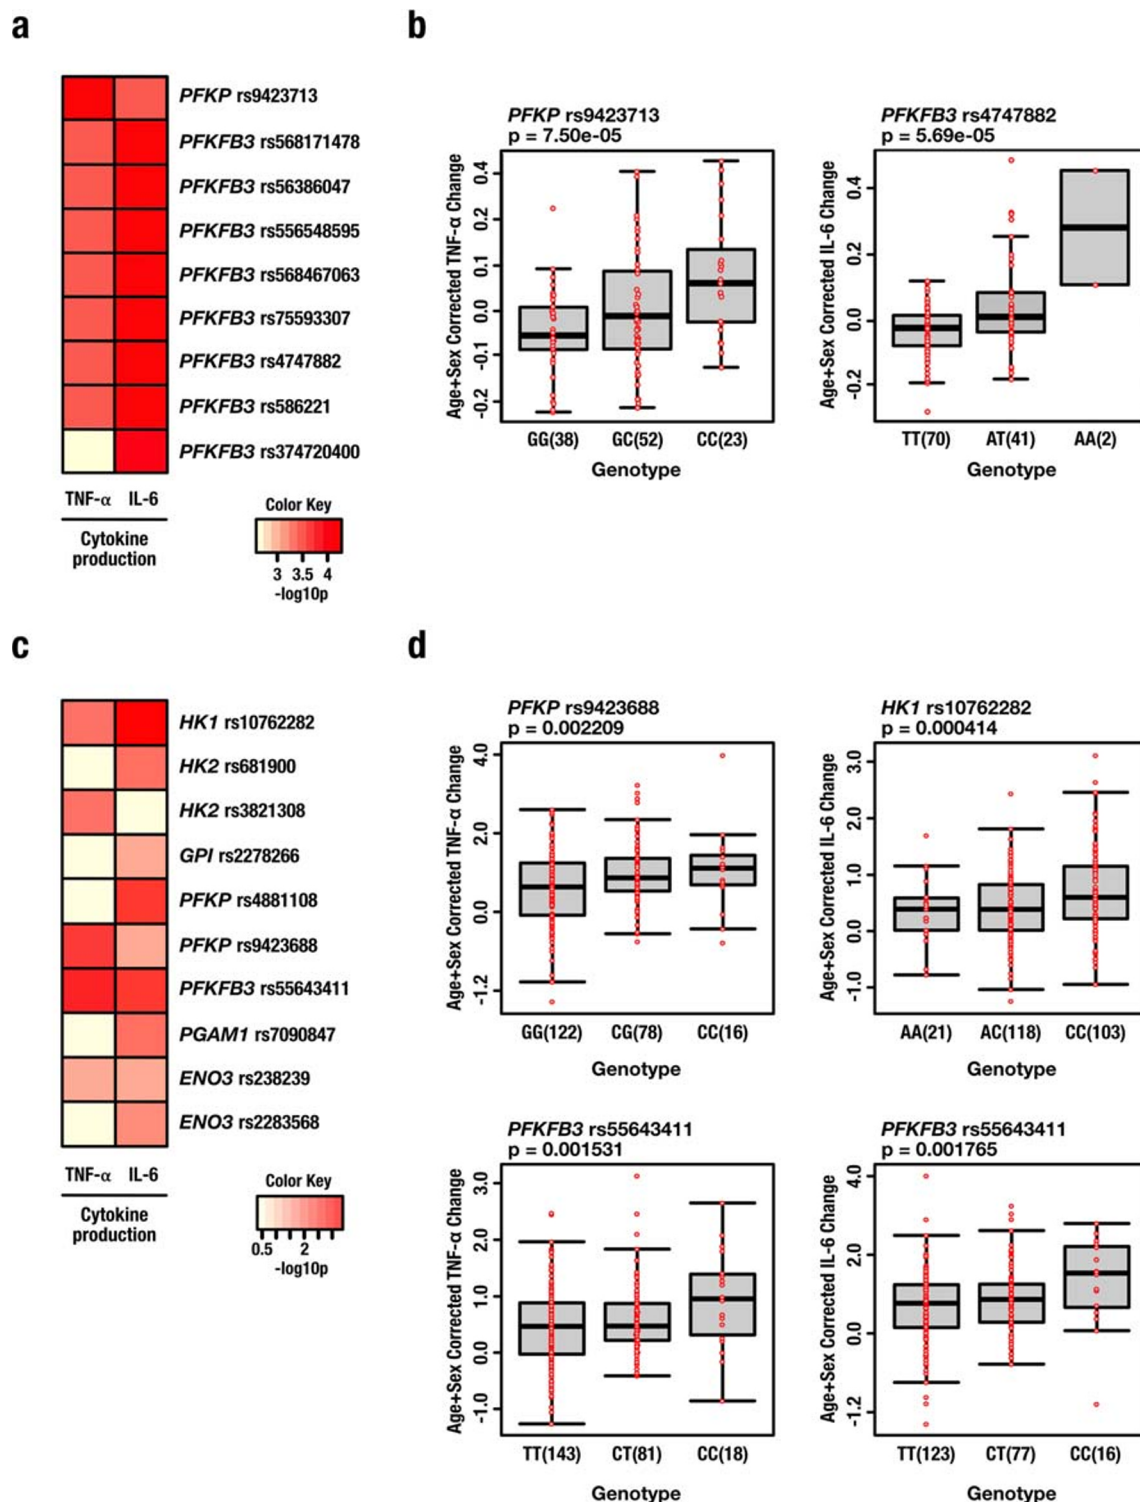 a
PFKP rs9423713
PFKFB3 rs568171478
PFKFB3 rs56386047
PFKFB3 rs556548595
PFKFB3 rs568467063
PFKFB3 rs75593307
PFKFB3 rs4747882
PFKFB3 rs586221
PFKFB3 rs374720400
TNF-α IL-6
Cytokine
production
Color Key
3 3.5 4
-log10p
b
PFKP rs9423713
p = 7.50e-05
Age+Sex Corrected TNF-α Change
0.4
0.2
0.1
0.0
-0.1
-0.2
GG(38) GC(52) CC(23)
Genotype
PFKFB3 rs4747882
p = 5.69e-05
Age+Sex Corrected IL-6 Change
0.4
0.2
0.0
-0.2
TT(70) AT(41) AA(2)
Genotype
c
HK1 rs10762282
HK2 rs681900
HK2 rs3821308
GPI rs2278266
PFKP rs4881108
PFKP rs9423688
PFKFB3 rs55643411
PGAM1 rs7090847
ENO3 rs238239
ENO3 rs2283568
TNF-α IL-6
Cytokine
production
Color Key
0.5 2
-log10p
d
PFKP rs9423688
p = 0.002209
Age+Sex Corrected TNF-α Change
4.0
2.0
0.0
-1.2
GG(122) CG(78) CC(16)
Genotype
HK1 rs10762282
p = 0.000414
Age+Sex Corrected IL-6 Change
3.0
2.0
1.0
0.0
-1.0
AA(21) AC(118) CC(103)
Genotype
PFKFB3 rs55643411
p = 0.001531
Age+Sex Corrected TNF-α Change
3.0
2.0
1.0
0.0
-1.0
TT(143) CT(81) CC(18)
Genotype
PFKFB3 rs55643411
p = 0.001765
Age+Sex Corrected IL-6 Change
4.0
2.0
0.0
-1.2
TT(123) CT(77) CC(16)
Genotype